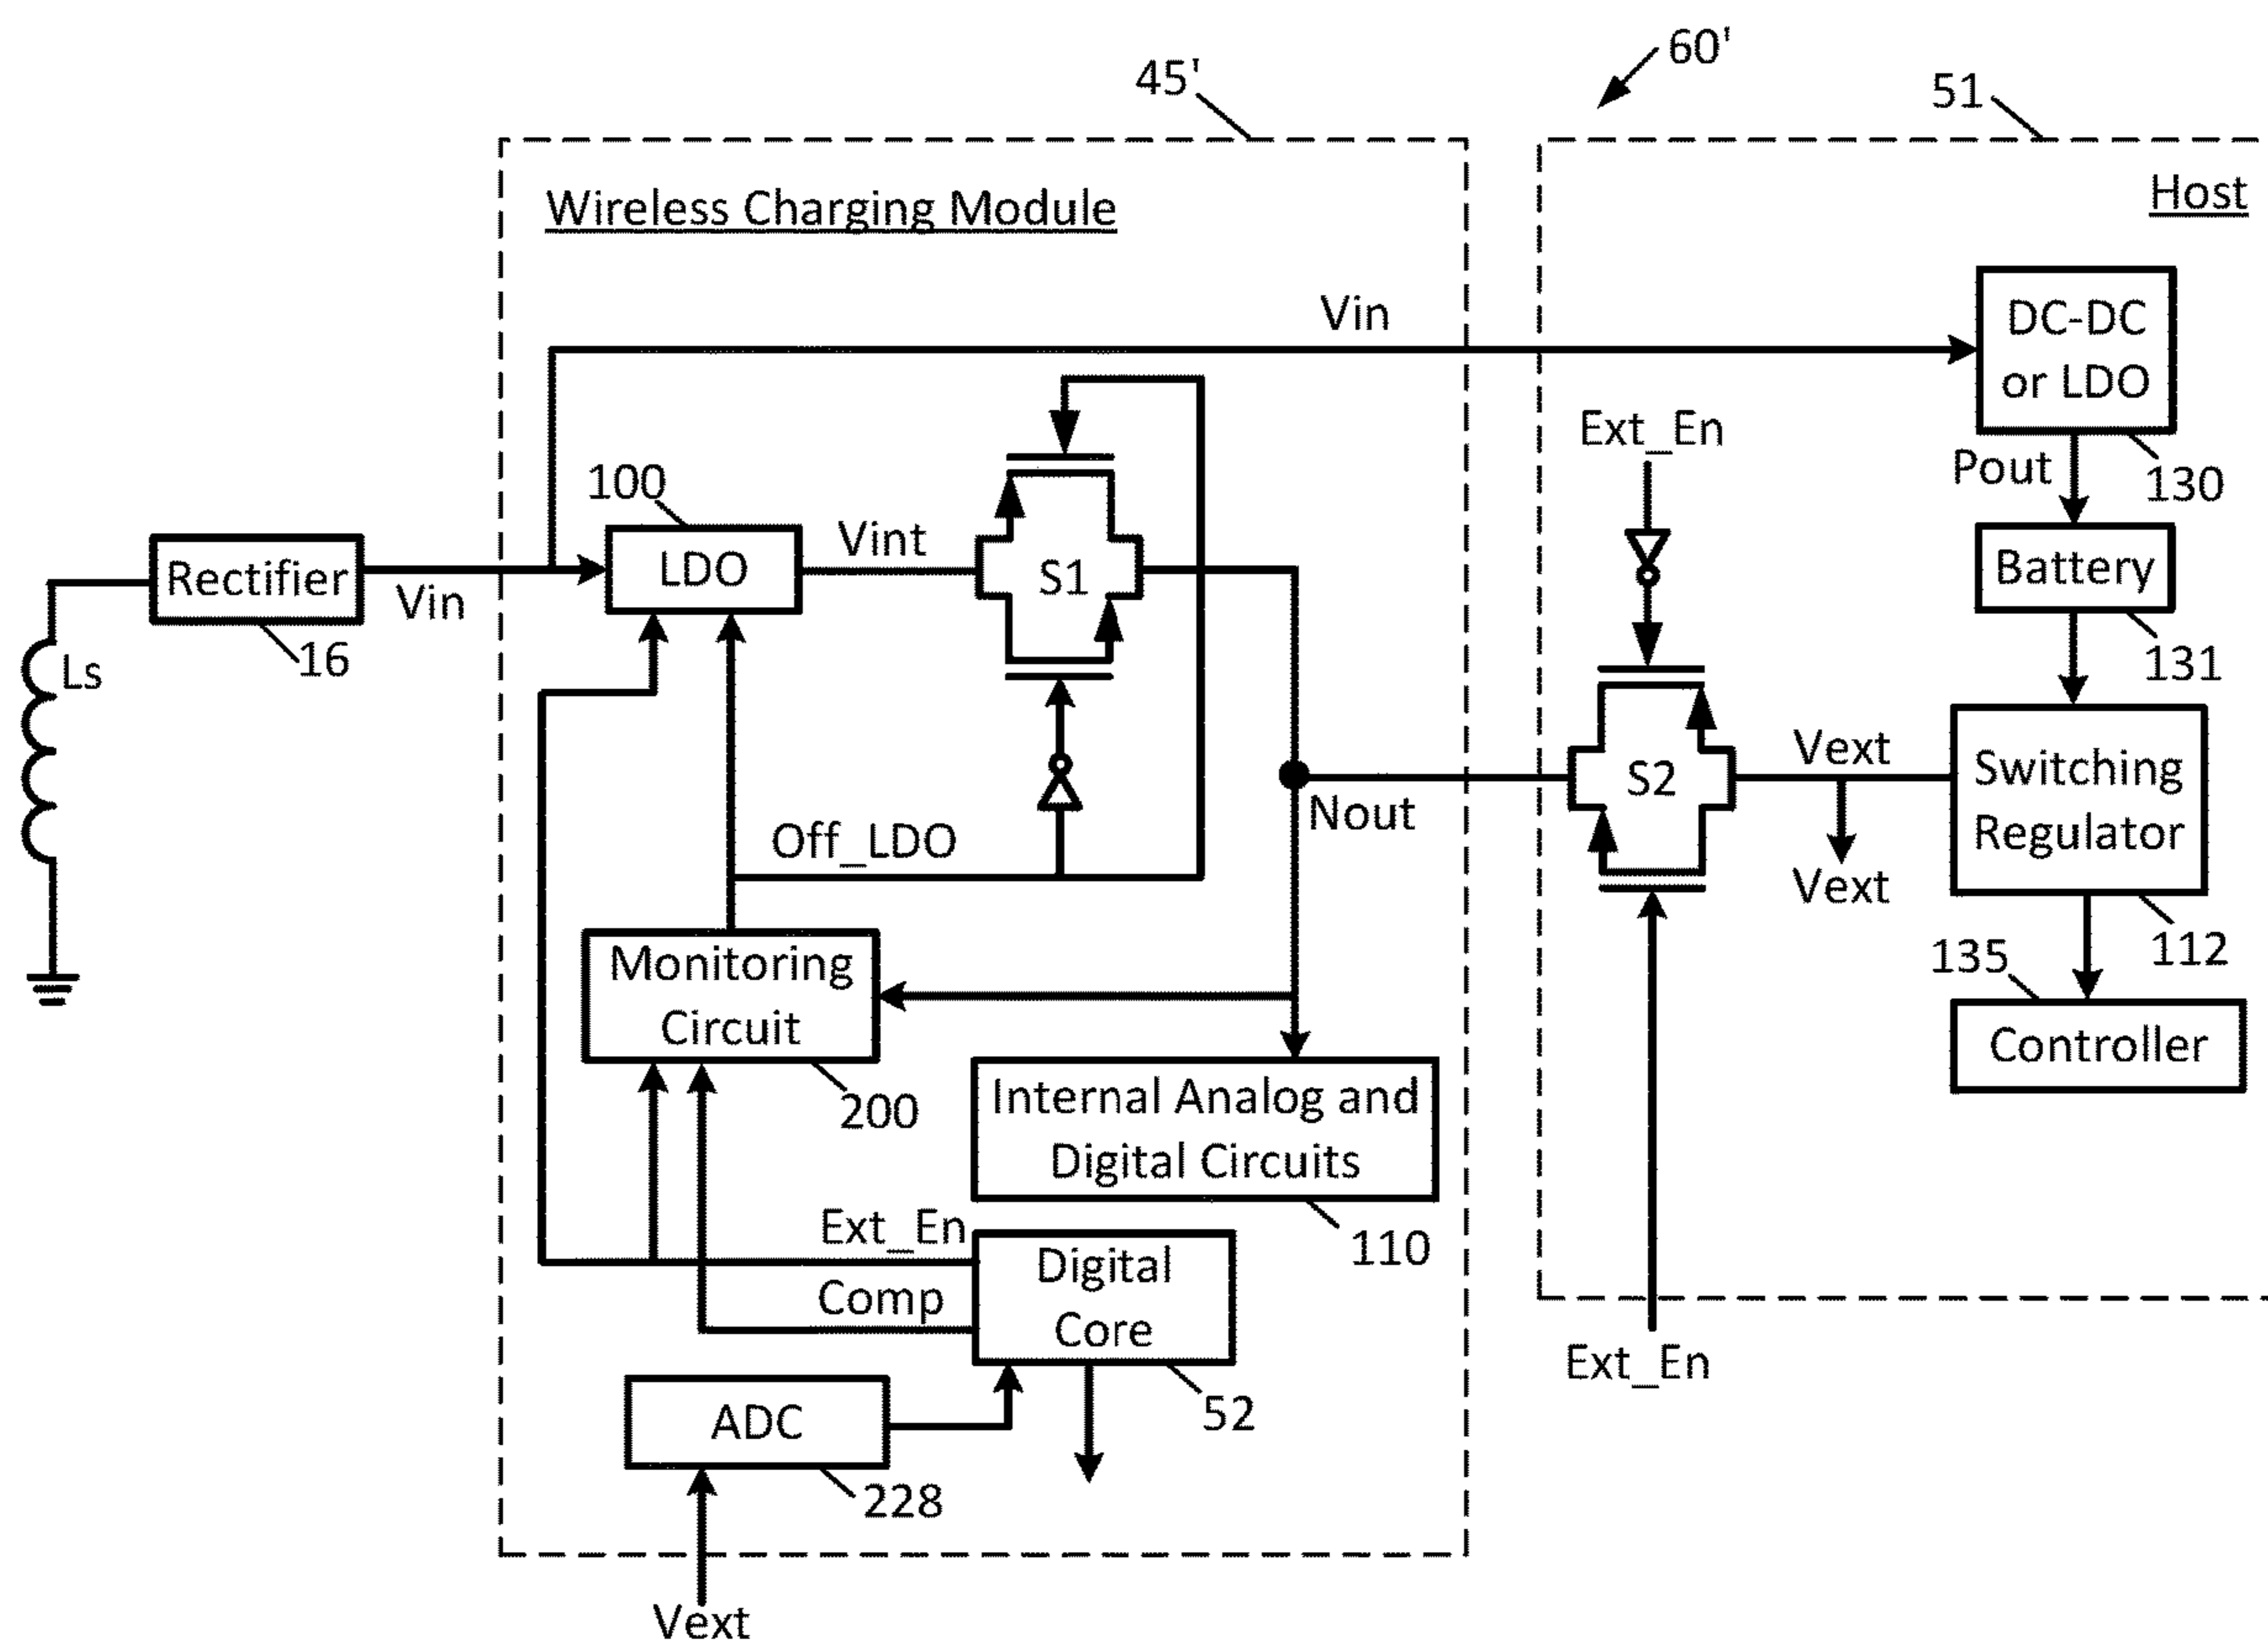 60'
45'
51
Wireless Charging Module
Host
Vin
DC-DC
or LDO
Ext_En
Pout
130
100
Vint
Rectifier
LDO
S1
Battery
Vin
16
Ls
131
Vext
Switching
Regulator
S2
Nout
Off_LDO
Vext
112
135
Monitoring
Circuit
Controller
200
Internal Analog and
Digital Circuits
110
Ext_En
Comp
Digital
Core
Ext_En
52
ADC
228
Vext